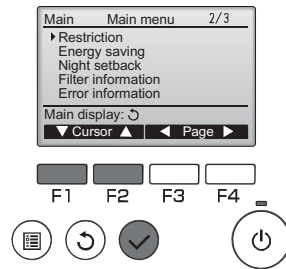 Main Main menu 2/3
Restriction
Energy saving
Night setback
Filter information
Error information
Main display:
Cursor Page
F1 F2 F3 F4